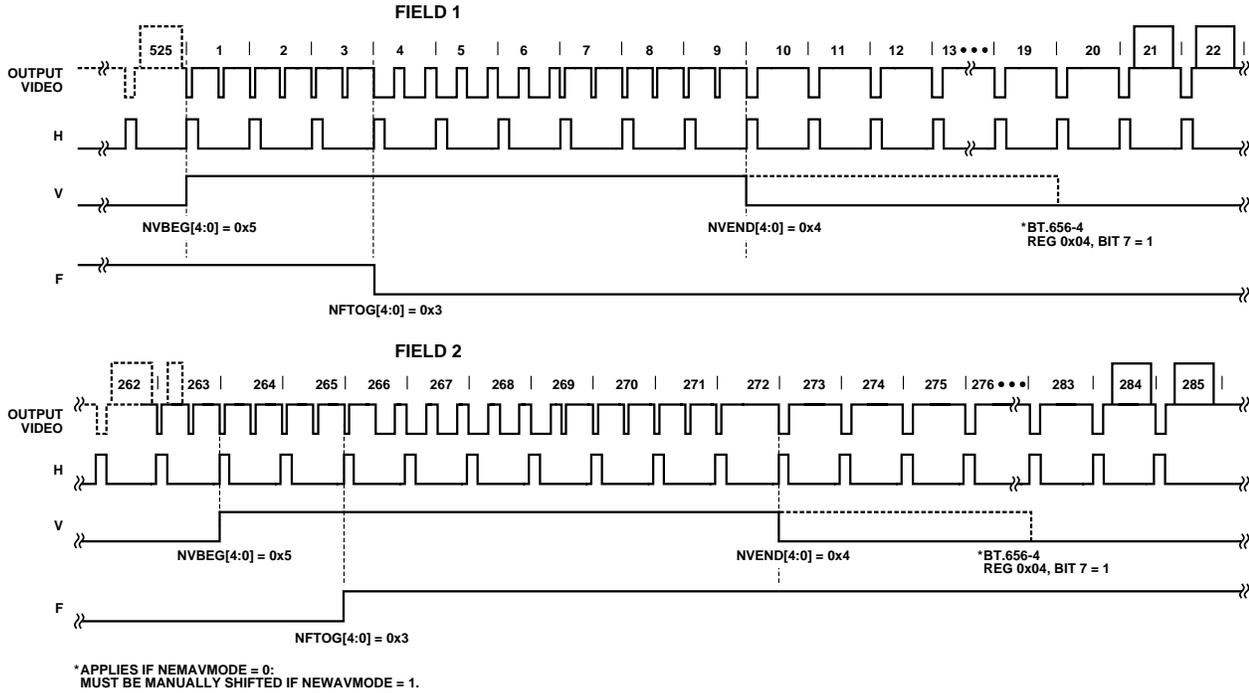 FIELD 1
525 1 2 3 4 5 6 7 8 9 10 11 12 13 ••• 19 20 21 22
OUTPUT
VIDEO
H
V
NVBEG[4:0] = 0x5
NVEND[4:0] = 0x4
*BT.656-4
REG 0x04, BIT 7 = 1
F
NFTOG[4:0] = 0x3
FIELD 2
262 263 264 265 266 267 268 269 270 271 272 273 274 275 276 ••• 283 284 285
OUTPUT
VIDEO
H
V
NVBEG[4:0] = 0x5
NVEND[4:0] = 0x4
*BT.656-4
REG 0x04, BIT 7 = 1
F
NFTOG[4:0] = 0x3
*APPLIES IF NEMAVMODE = 0:
MUST BE MANUALLY SHIFTED IF NEWAVMODE = 1.